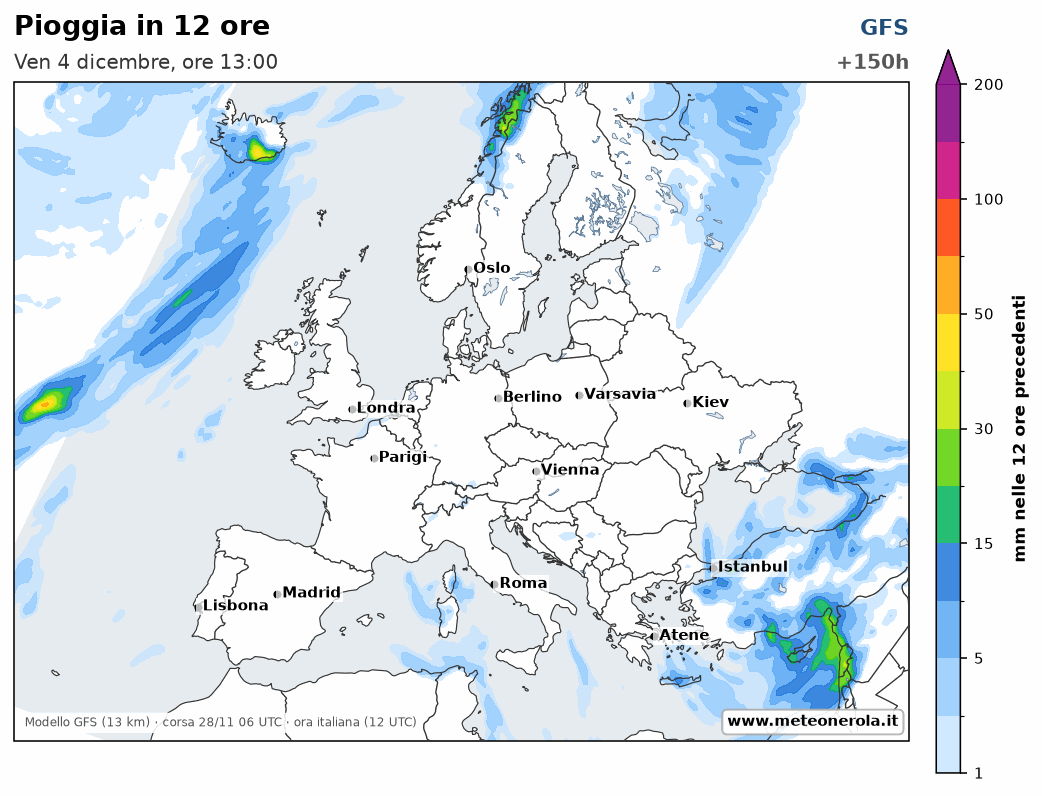 Pioggia in 12 ore
GFS
Ven 4 dicembre, ore 13:00
+150h
200
100
50
30
15
5
1
mm nelle 12 ore precedenti
Oslo
Berlino
Varsavia
Kiev
Londra
Parigi
Vienna
Istanbul
Roma
Madrid
Lisbona
Atene
Modello GFS (13 km) · corsa 28/11 06 UTC · ora italiana (12 UTC)
www.meteonerola.it